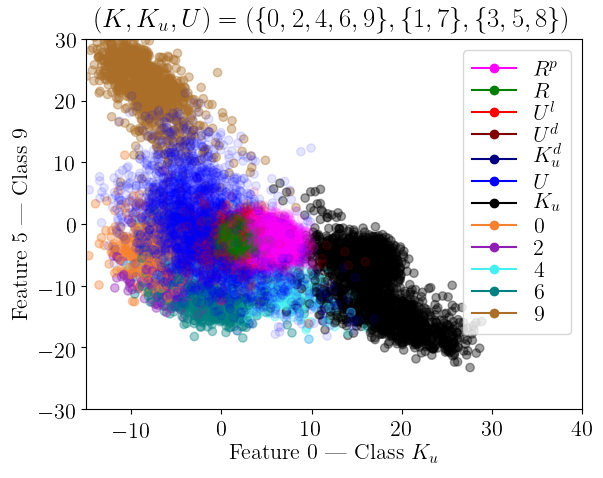 (K, K_u, U) = ({0, 2, 4, 6, 9}, {1, 7}, {3, 5, 8})
30
20
10
0
−10
−20
−30
Feature 5 — Class 9
R^p
R
U^l
U^d
K_u^d
U
K_u
0
2
4
6
9
−10
0
10
20
30
40
Feature 0 — Class K_u